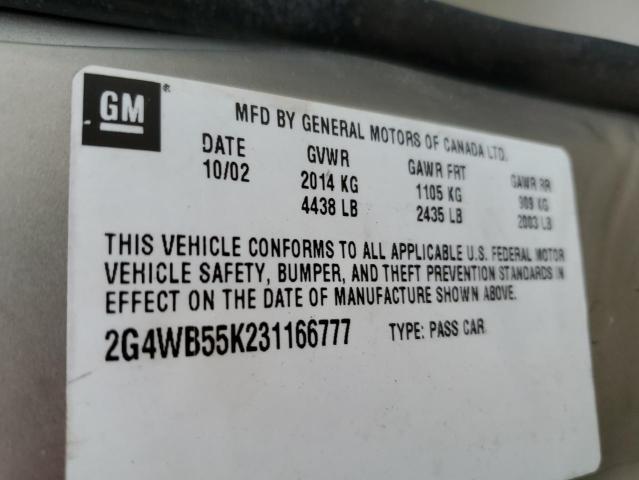 GM
MFD BY GENERAL MOTORS OF CANADA LTD.
DATE GVWR GAWR FRT GAWR RR
10/02 2014 KG 1105 KG 909 KG
4438 LB 2435 LB 2003 LB
THIS VEHICLE CONFORMS TO ALL APPLICABLE U.S. FEDERAL MOTOR
VEHICLE SAFETY, BUMPER, AND THEFT PREVENTION STANDARDS IN
EFFECT ON THE DATE OF MANUFACTURE SHOWN ABOVE.
2G4WB55K231166777 TYPE: PASS CAR